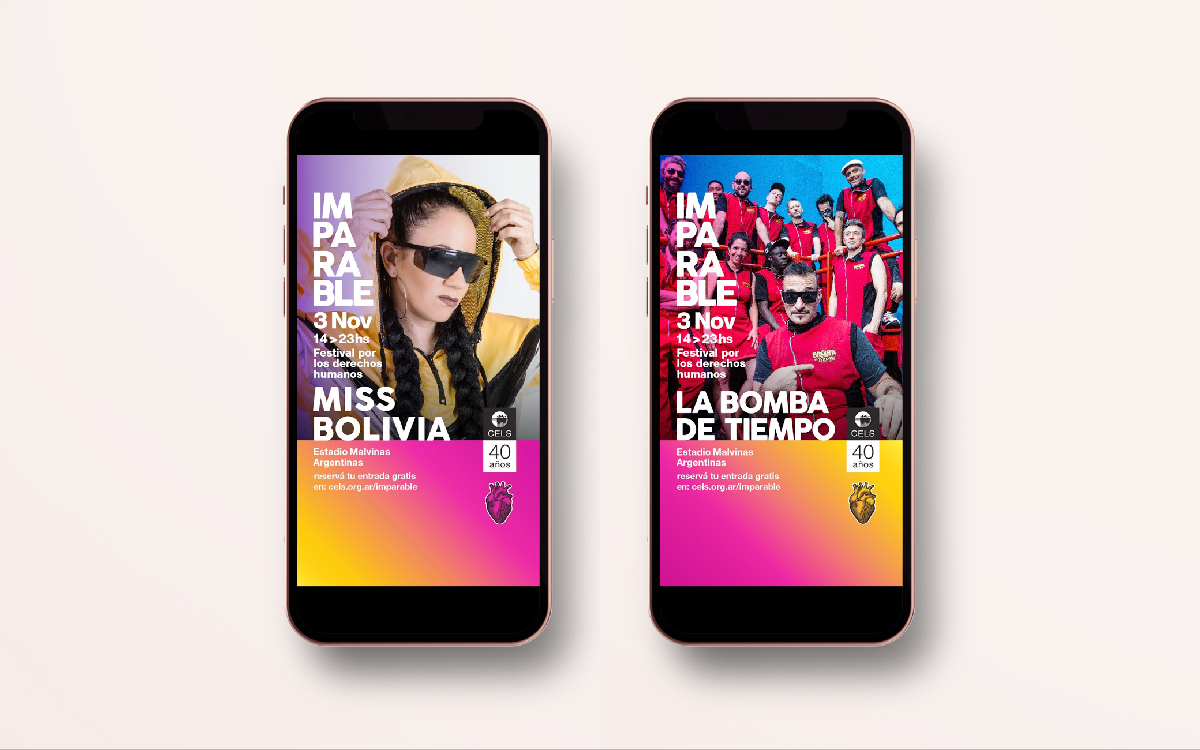 IM
PA
RA
BLE
3 Nov
14 > 23hs
Festival por
los derechos
humanos
MISS
BOLIVIA
CELS
40
años
Estadio Malvinas
Argentinas
reservá tu entrada gratis
en: cels.org.ar/imparable
IM
PA
RA
BLE
3 Nov
14 > 23hs
Festival por
los derechos
humanos
BOMBA
LA BOMBA
DE TIEMPO
CELS
40
años
Estadio Malvinas
Argentinas
reservá tu entrada gratis
en: cels.org.ar/imparable